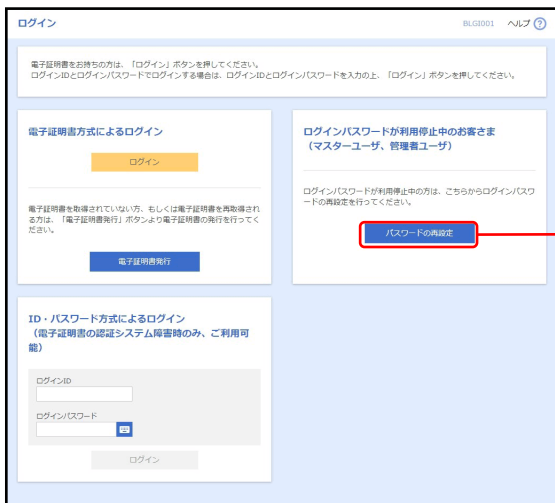 ログイン
BLGI001 ヘルプ ?
電子証明書をお持ちの方は、「ログイン」ボタンを押してください。
ログインIDとログインパスワードでログインする場合は、ログインIDとログインパスワードを入力の上、「ログイン」ボタンを押してください。
電子証明書方式によるログイン
ログイン
電子証明書を取得されていない方、もしくは電子証明書を再取得され
る方は、「電子証明書発行」ボタンより電子証明書の発行を行ってく
ださい。
電子証明書発行
ログインパスワードが利用停止中のお客さま
（マスターユーザ、管理者ユーザ）
ログインパスワードが利用停止中の方は、こちらからログインパスワ
ードの再設定を行ってください。
パスワードの再設定
ID・パスワード方式によるログイン
（電子証明書の認証システム障害時のみ、ご利用可
能）
ログインID
ログインパスワード
ログイン